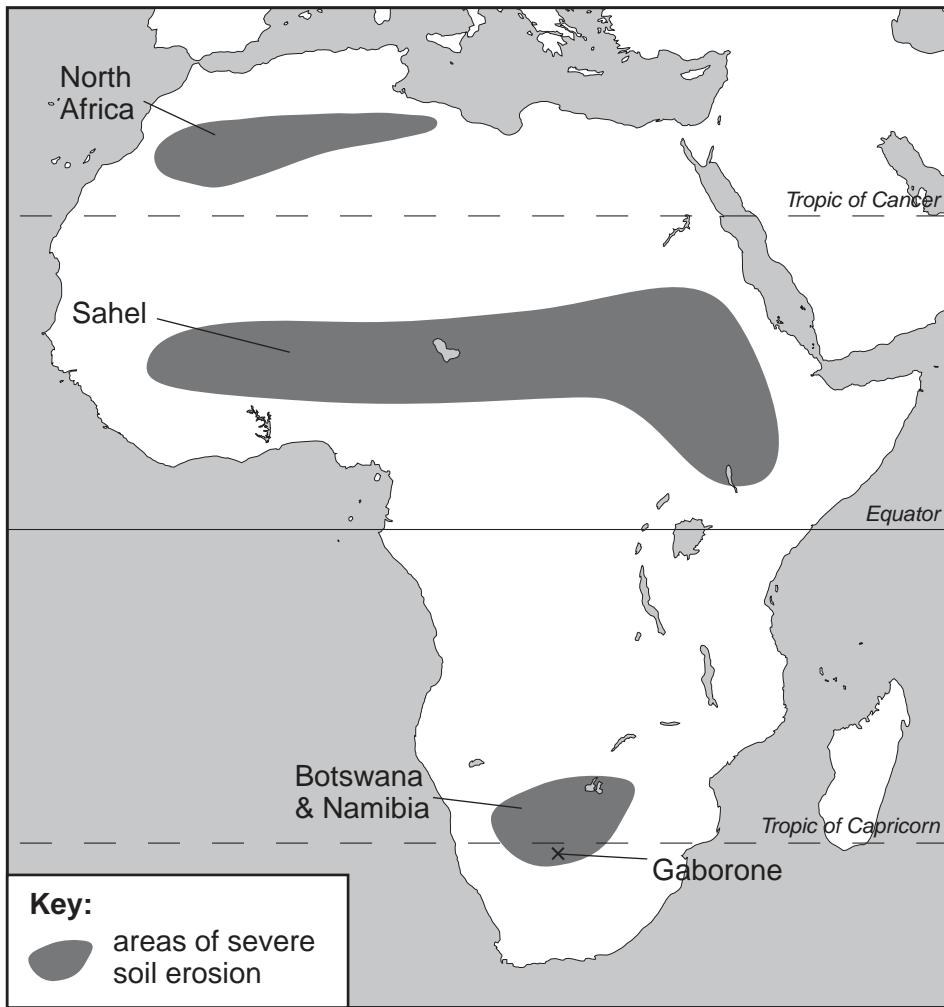 North
Africa
Tropic of Cancer
Sahel
Equator
Botswana
& Namibia
Tropic of Capricorn
Gaborone
Key:
areas of severe
soil erosion